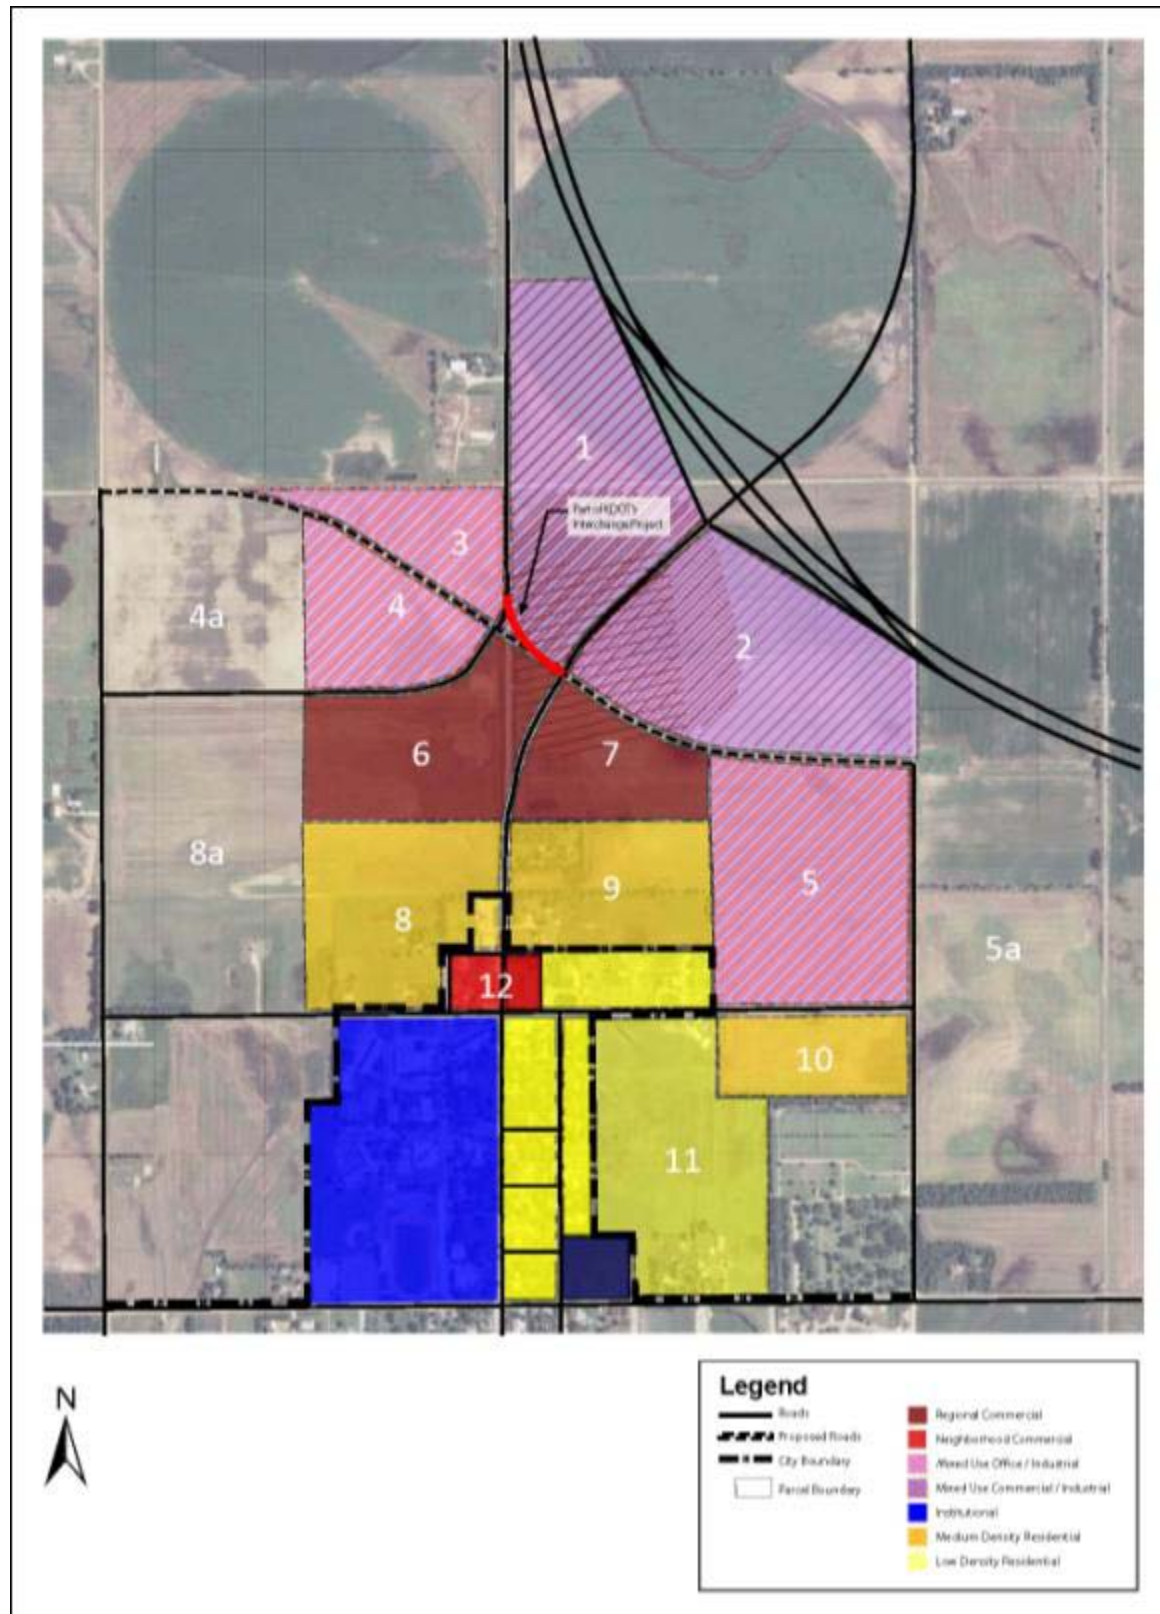 1
Part of KDOT's
Interchange Project
3
4a
4
2
6
7
8a
9
5
8
5a
12
10
11
N
Legend
Roads
Proposed Roads
City Boundary
Parcel Boundary
Regional Commercial
Neighborhood Commercial
Mixed Use Office / Industrial
Mixed Use Commercial / Industrial
Institutional
Medium Density Residential
Low Density Residential